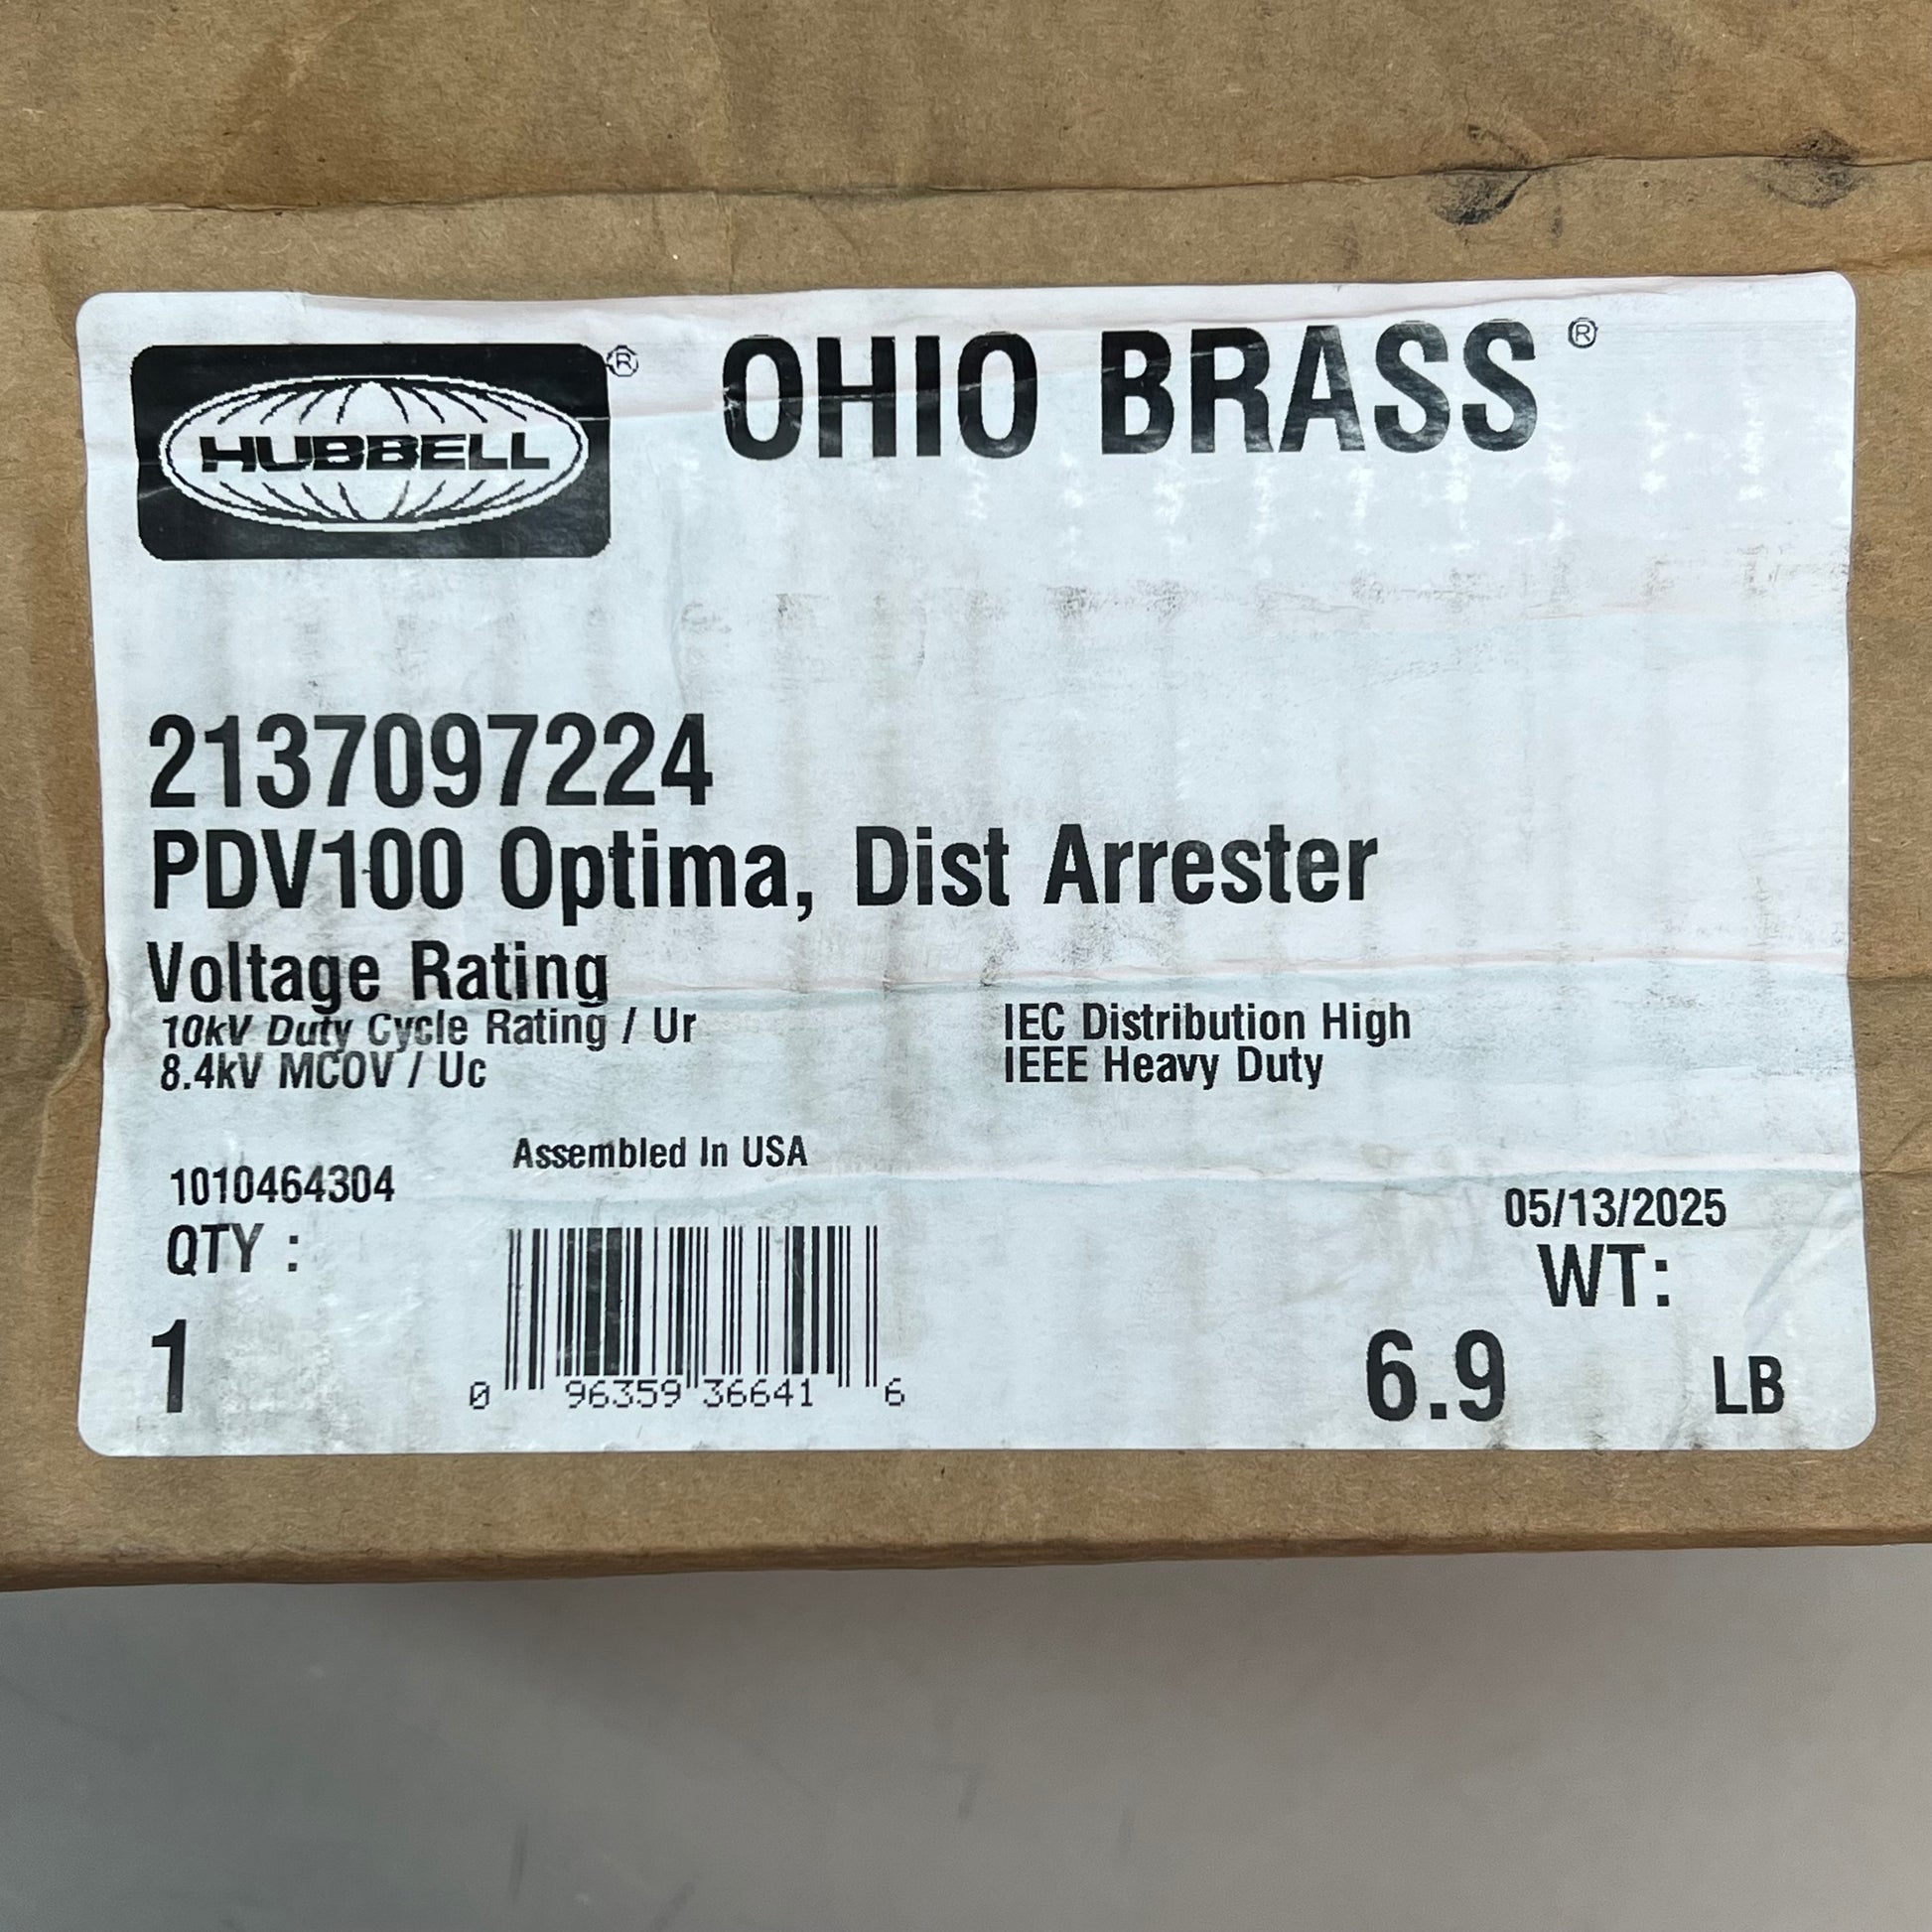 HUBBELL ®
OHIO BRASS ®
2137097224
PDV100 Optima, Dist Arrester
Voltage Rating
10kV Duty Cycle Rating / Ur
8.4kV MCOV / Uc
IEC Distribution High
IEEE Heavy Duty
Assembled In USA
1010464304
QTY :
1
0 96359 36641 6
05/13/2025
WT:
6.9 LB